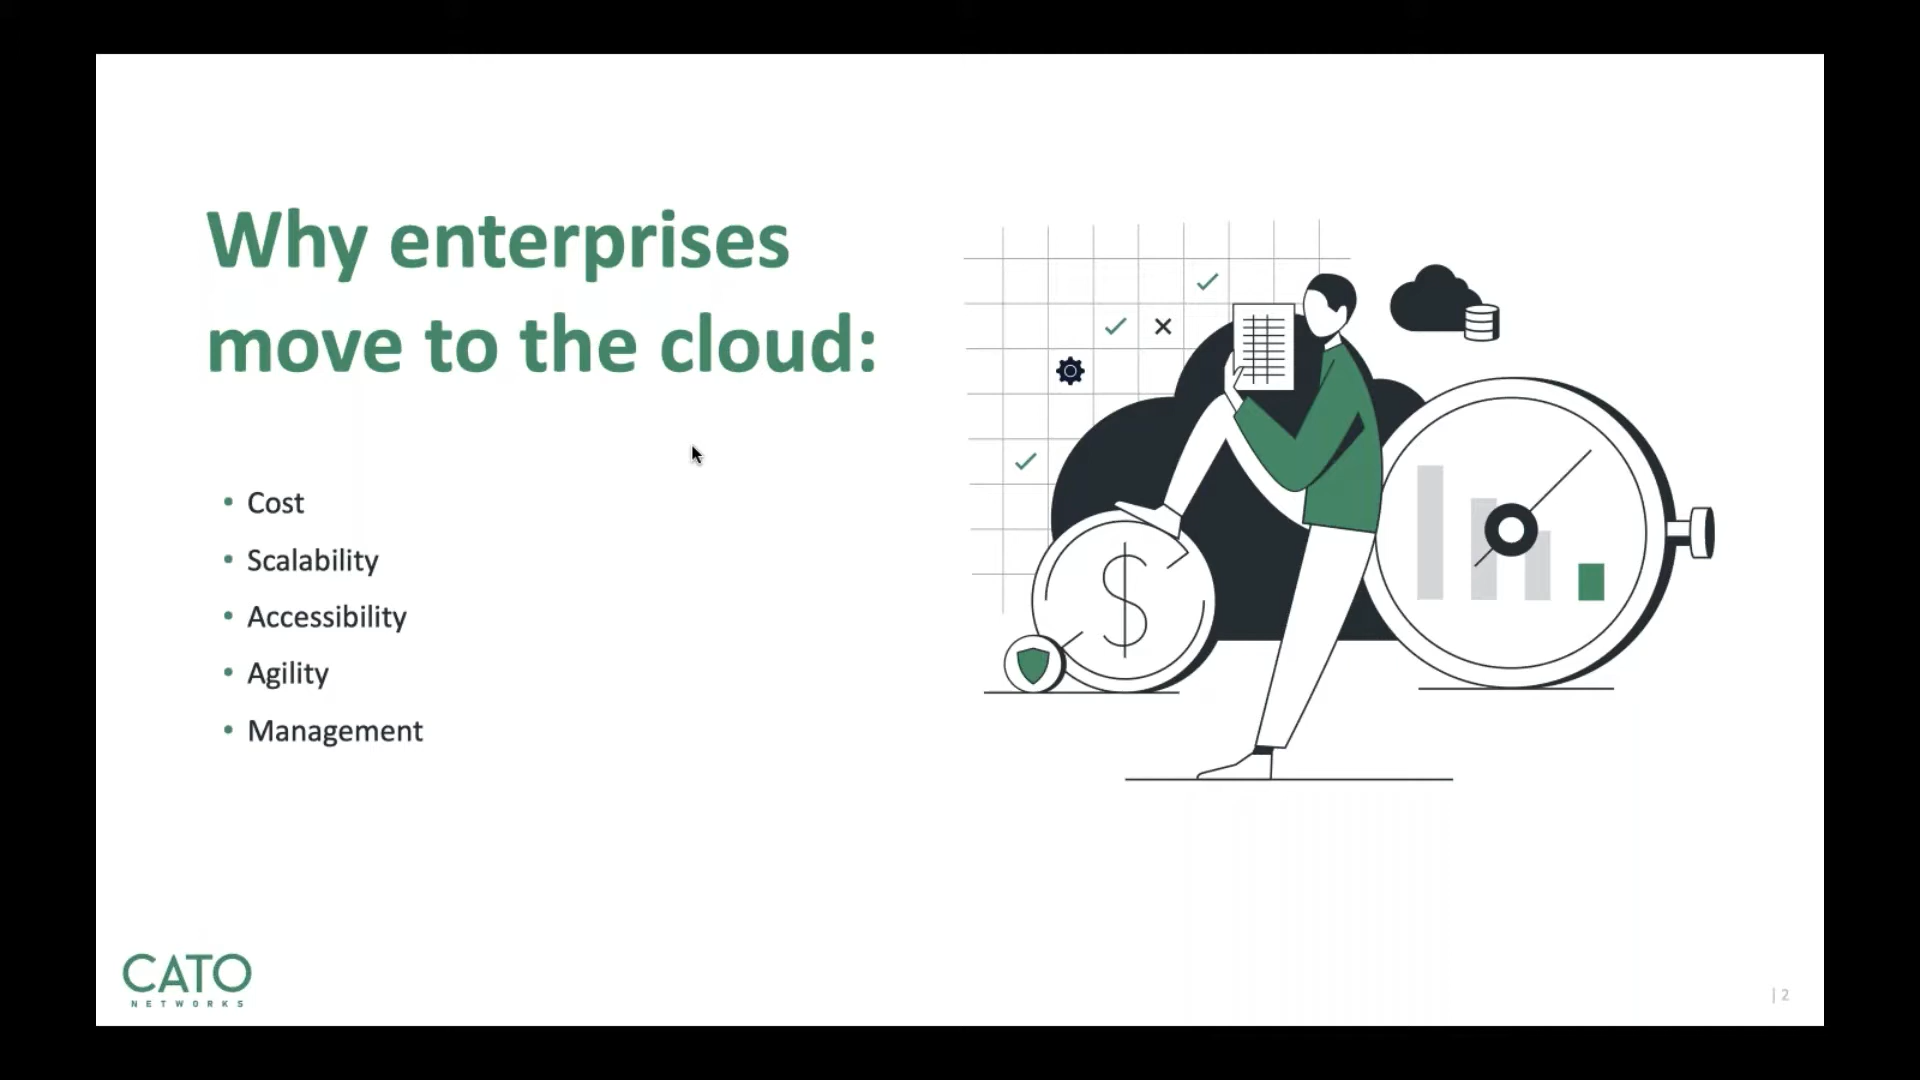 Why enterprises
move to the cloud:
• Cost
• Scalability
• Accessibility
• Agility
• Management
$
CATO
NETWORKS
| 2